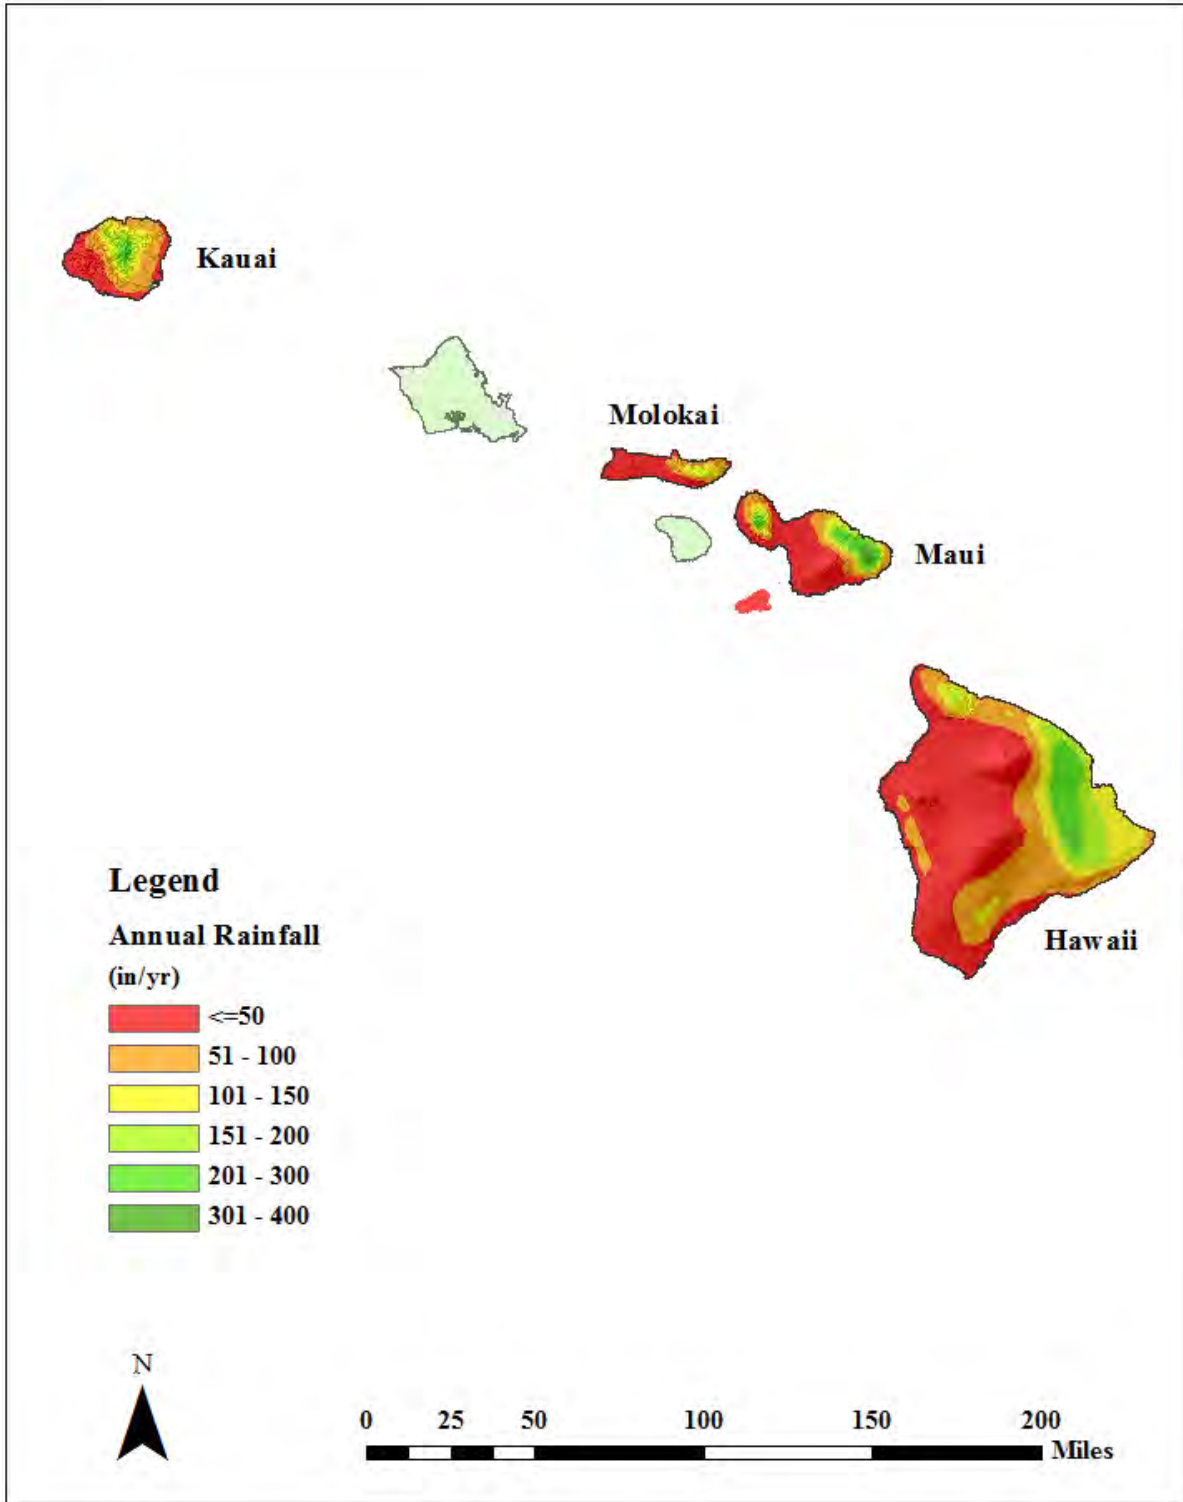 Kauai
Molokai
Maui
Hawaii
Legend
Annual Rainfall
(in/yr)
<=50
51 - 100
101 - 150
151 - 200
201 - 300
301 - 400
N
0 25 50 100 150 200
Miles